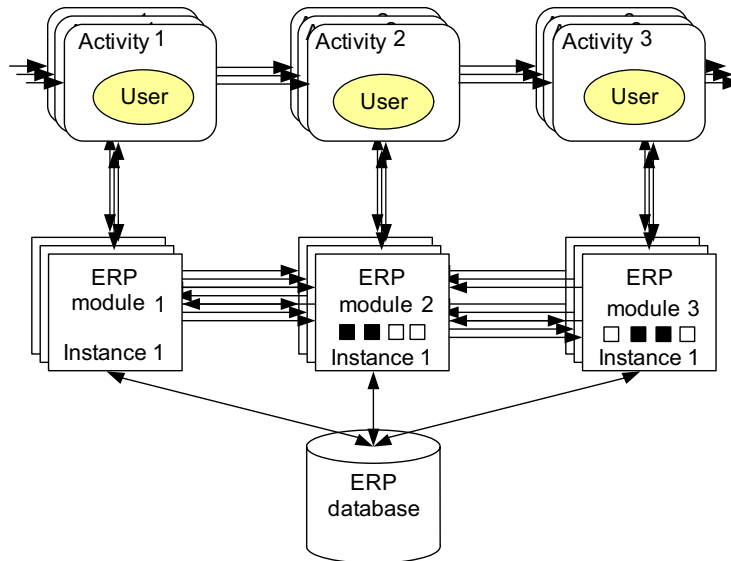 Activity 1
User
Activity 2
User
Activity 3
User
ERP
module 1
Instance 1
ERP
module 2
Instance 1
ERP
module 3
Instance 1
ERP
database